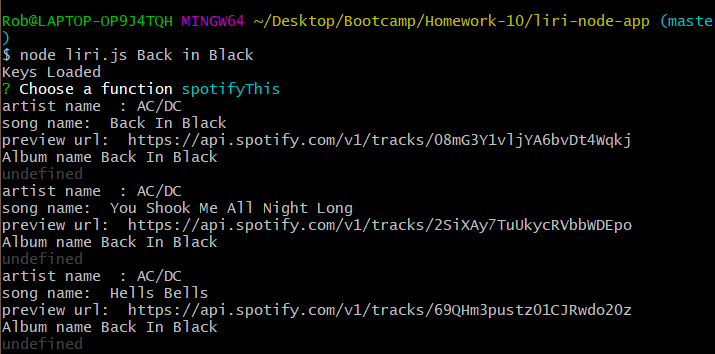 Rob@LAPTOP-OP9J4TQH MINGW64 ~/Desktop/Bootcamp/Homework-10/liri-node-app (maste
)
$ node liri.js Back in Black
Keys Loaded
? Choose a function spotifyThis
artist name  : AC/DC
song name:  Back In Black
preview url:  https://api.spotify.com/v1/tracks/08mG3Y1vljYA6bvDt4Wqkj
Album name Back In Black
undefined
artist name  : AC/DC
song name:  You Shook Me All Night Long
preview url:  https://api.spotify.com/v1/tracks/2SiXAy7TuUkycRVbbWDEpo
Album name Back In Black
undefined
artist name  : AC/DC
song name:  Hells Bells
preview url:  https://api.spotify.com/v1/tracks/69QHm3pustz01CJRwdo20z
Album name Back In Black
undefined